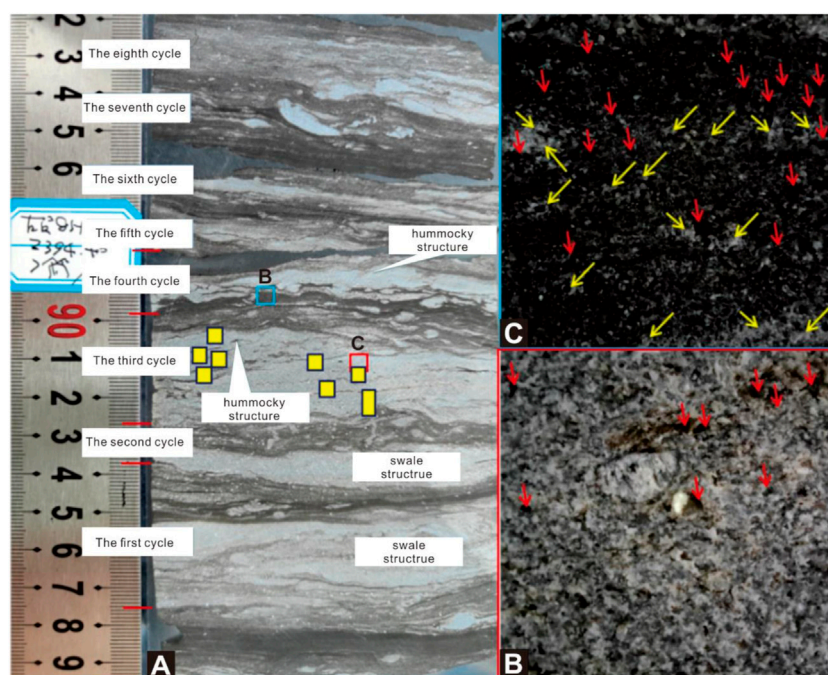 2
3
4
5
6
90
1
2
3
4
5
6
7
8
9
The eighth cycle
The seventh cycle
The sixth cycle
The fifth cycle
The fourth cycle
The third cycle
The second cycle
The first cycle
hummocky
structure
B
C
hummocky
structure
swale
structrue
swale
structrue
A
C
B